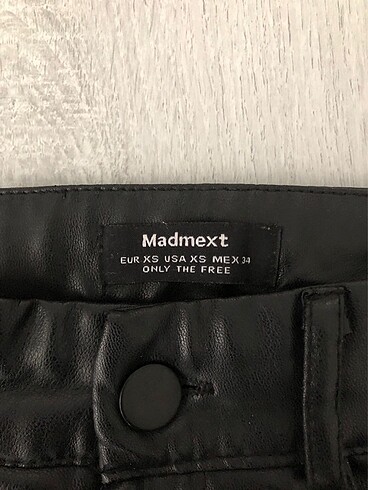 Madmext
EUR XS USA XS MEX 34
ONLY THE FREE